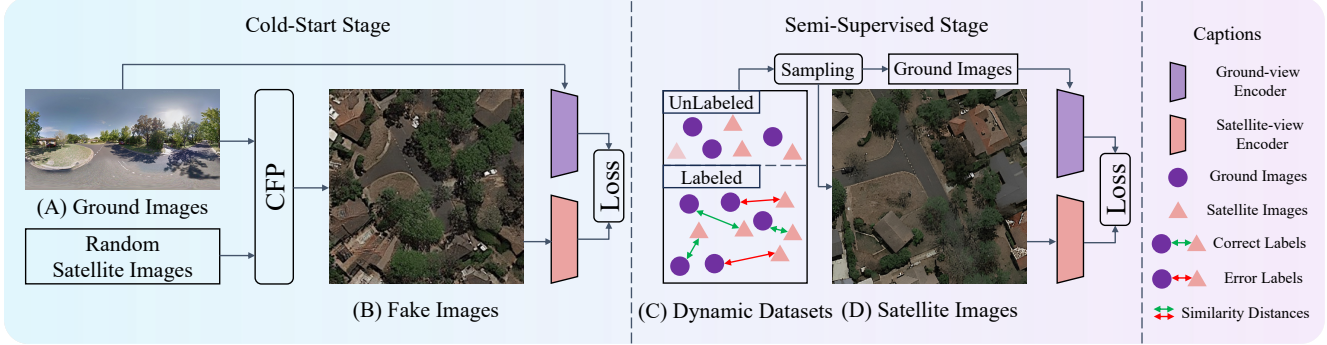 Cold-Start Stage
(A) Ground Images
Random
Satellite Images
CFP
(B) Fake Images
Loss
Semi-Supervised Stage
Sampling
Ground Images
UnLabeled
Labeled
(C) Dynamic Datasets
(D) Satellite Images
Loss
Captions
Ground-view
Encoder
Satellite-view
Encoder
Ground Images
Satellite Images
Correct Labels
Error Labels
Similarity Distances